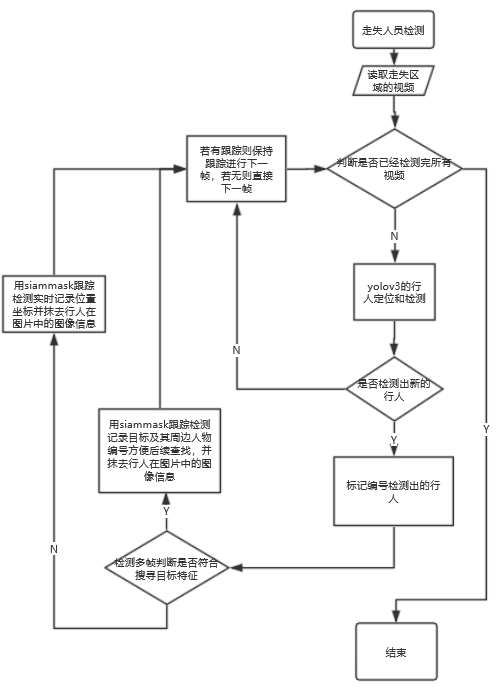 走失人员检测
读取走失区
域的视频
若有跟踪则保持
跟踪进行下一
帧，若无则直接
下一帧
判断是否已经检测完所有
视频
N
yolov3的行
人定位和检测
用siammask跟踪
检测实时记录位置
坐标并抹去行人在
图片中的图像信息
N
是否检测出新的
行人
Y
Y
用siammask跟踪检测
记录目标及其周边人物
编号方便后续查找，并
抹去行人在图片中的图
像信息
标记编号检测出的行
人
Y
N
检测多帧判断是否符合
搜寻目标特征
结束